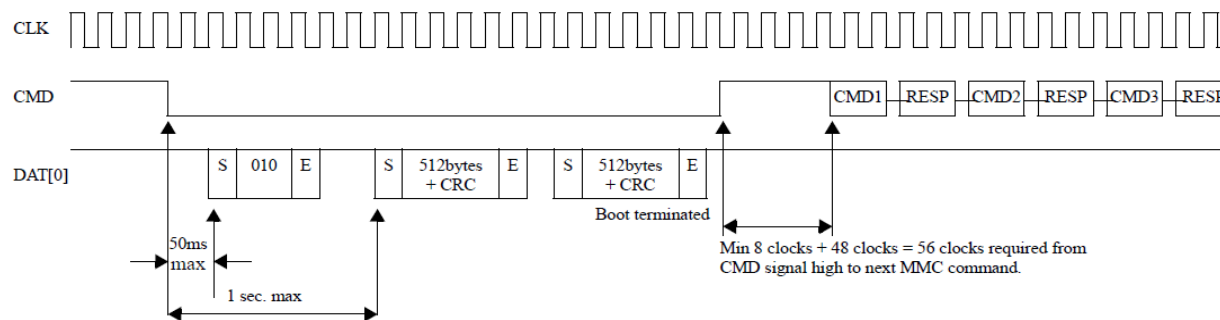 CLK
CMD
CMD1 RESP CMD2 RESP CMD3 RESP
DAT[0]
S 010 E S 512bytes + CRC E S 512bytes + CRC E
Boot terminated
50ms
max
1 sec. max
Min 8 clocks + 48 clocks = 56 clocks required from
CMD signal high to next MMC command.